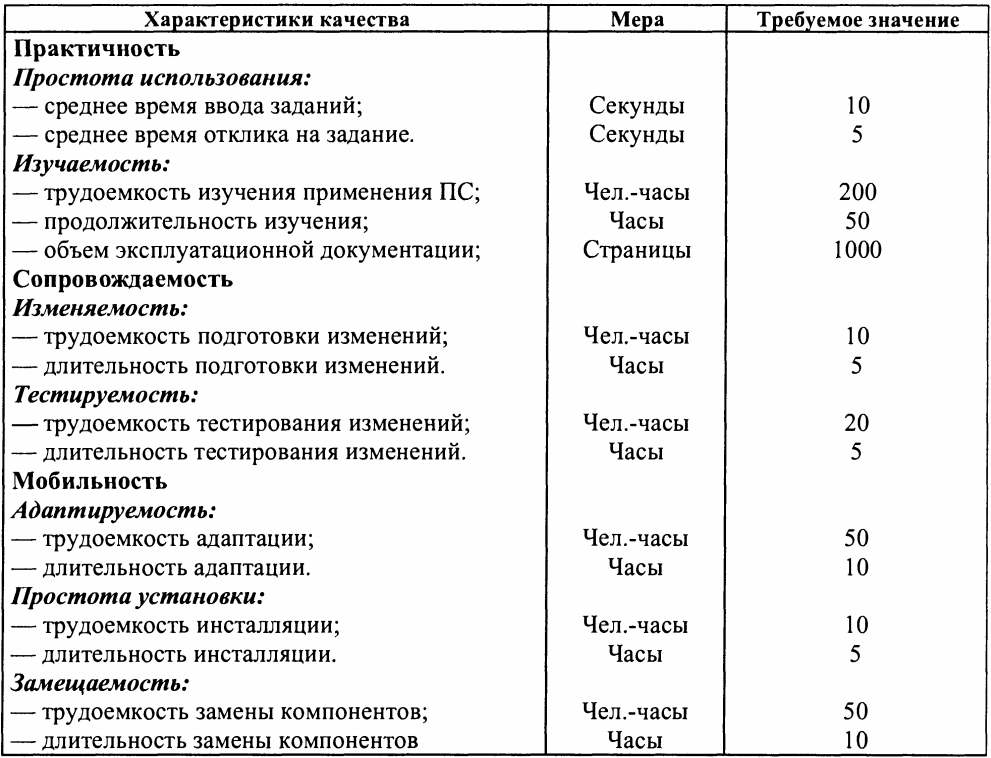 Характеристики качества Мера Требуемое значение
Практичность
Простота использования:
— среднее время ввода заданий; Секунды 10
— среднее время отклика на задание. Секунды 5
Изучаемость:
— трудоемкость изучения применения ПС; Чел.-часы 200
— продолжительность изучения; Часы 50
— объем эксплуатационной документации; Страницы 1000
Сопровождаемость
Изменяемость:
— трудоемкость подготовки изменений; Чел.-часы 10
— длительность подготовки изменений. Часы 5
Тестируемость:
— трудоемкость тестирования изменений; Чел.-часы 20
— длительность тестирования изменений. Часы 5
Мобильность
Адаптируемость:
— трудоемкость адаптации; Чел.-часы 50
— длительность адаптации. Часы 10
Простота установки:
— трудоемкость инсталляции; Чел.-часы 10
— длительность инсталляции. Часы 5
Замещаемость:
— трудоемкость замены компонентов; Чел.-часы 50
— длительность замены компонентов Часы 10